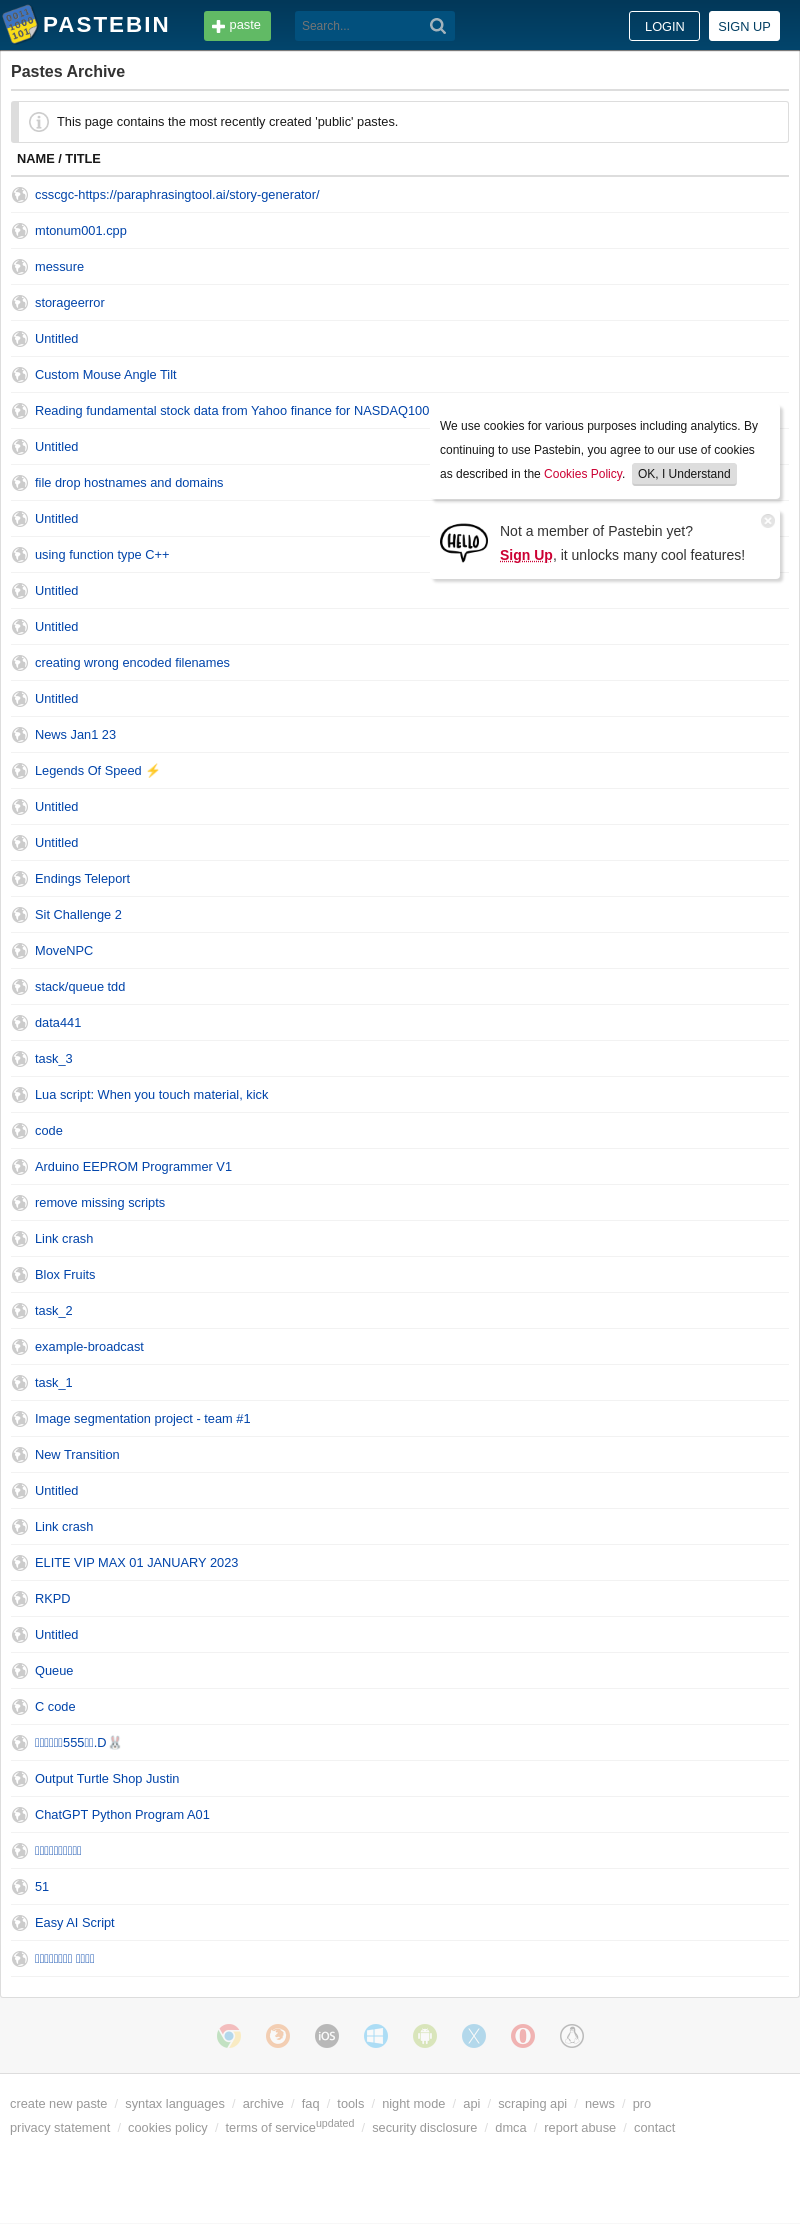 PASTEBIN paste Search... LOGIN SIGN UP
Pastes Archive
This page contains the most recently created 'public' pastes.
NAME / TITLE
csscgc-https://paraphrasingtool.ai/story-generator/
mtonum001.cpp
messure
storageerror
Untitled
Custom Mouse Angle Tilt
Reading fundamental stock data from Yahoo finance for NASDAQ100
We use cookies for various purposes including analytics. By
continuing to use Pastebin, you agree to our use of cookies
as described in the Cookies Policy. OK, I Understand
Untitled
file drop hostnames and domains
Untitled
Not a member of Pastebin yet?
Sign Up, it unlocks many cool features!
HELLO
using function type C++
Untitled
Untitled
creating wrong encoded filenames
Untitled
News Jan1 23
Legends Of Speed ⚡
Untitled
Untitled
Endings Teleport
Sit Challenge 2
MoveNPC
stack/queue tdd
data441
task_3
Lua script: When you touch material, kick
code
Arduino EEPROM Programmer V1
remove missing scripts
Link crash
Blox Fruits
task_2
example-broadcast
task_1
Image segmentation project - team #1
New Transition
Untitled
Link crash
ELITE VIP MAX 01 JANUARY 2023
RKPD
Untitled
Queue
C code
555.D🐰
Output Turtle Shop Justin
ChatGPT Python Program A01
51
Easy AI Script
iOS
create new paste / syntax languages / archive / faq / tools / night mode / api / scraping api / news / pro
privacy statement / cookies policy / terms of service updated / security disclosure / dmca / report abuse / contact